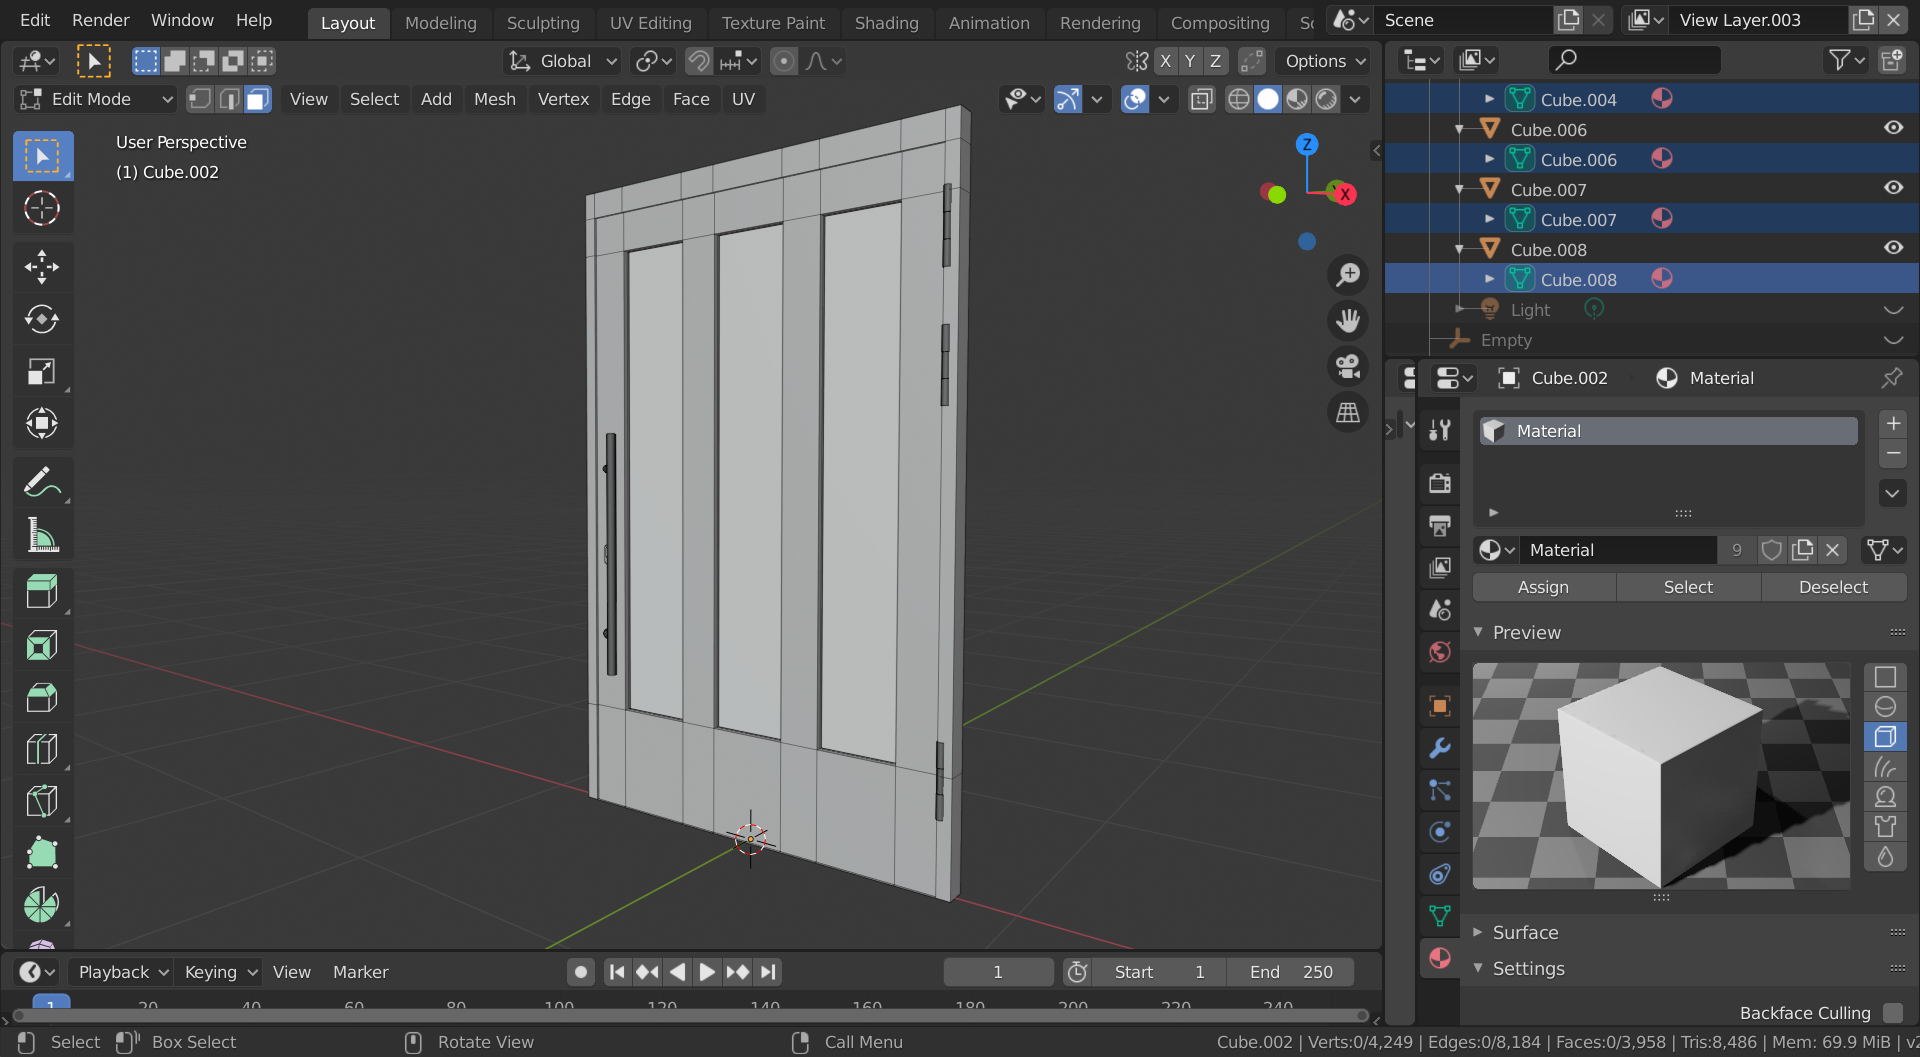 Edit Render Window Help Layout Modeling Sculpting UV Editing Texture Paint Shading Animation Rendering Compositing Sc Scene View Layer.003
Global X Y Z Options
Edit Mode View Select Add Mesh Vertex Edge Face UV
User Perspective
(1) Cube.002
Z
X
Cube.004
Cube.006
Cube.006
Cube.007
Cube.007
Cube.008
Cube.008
Light
Empty
Cube.002 Material
Material
Material 9
Assign Select Deselect
Preview
Surface
Settings
Backface Culling
Playback Keying View Marker 1 Start 1 End 250
1 20 40 60 80 100 120 140 160 180 200 220 240
Select Box Select Rotate View Call Menu Cube.002 | Verts:0/4,249 | Edges:0/8,184 | Faces:0/3,958 | Tris:8,486 | Mem: 69.9 MiB | v2